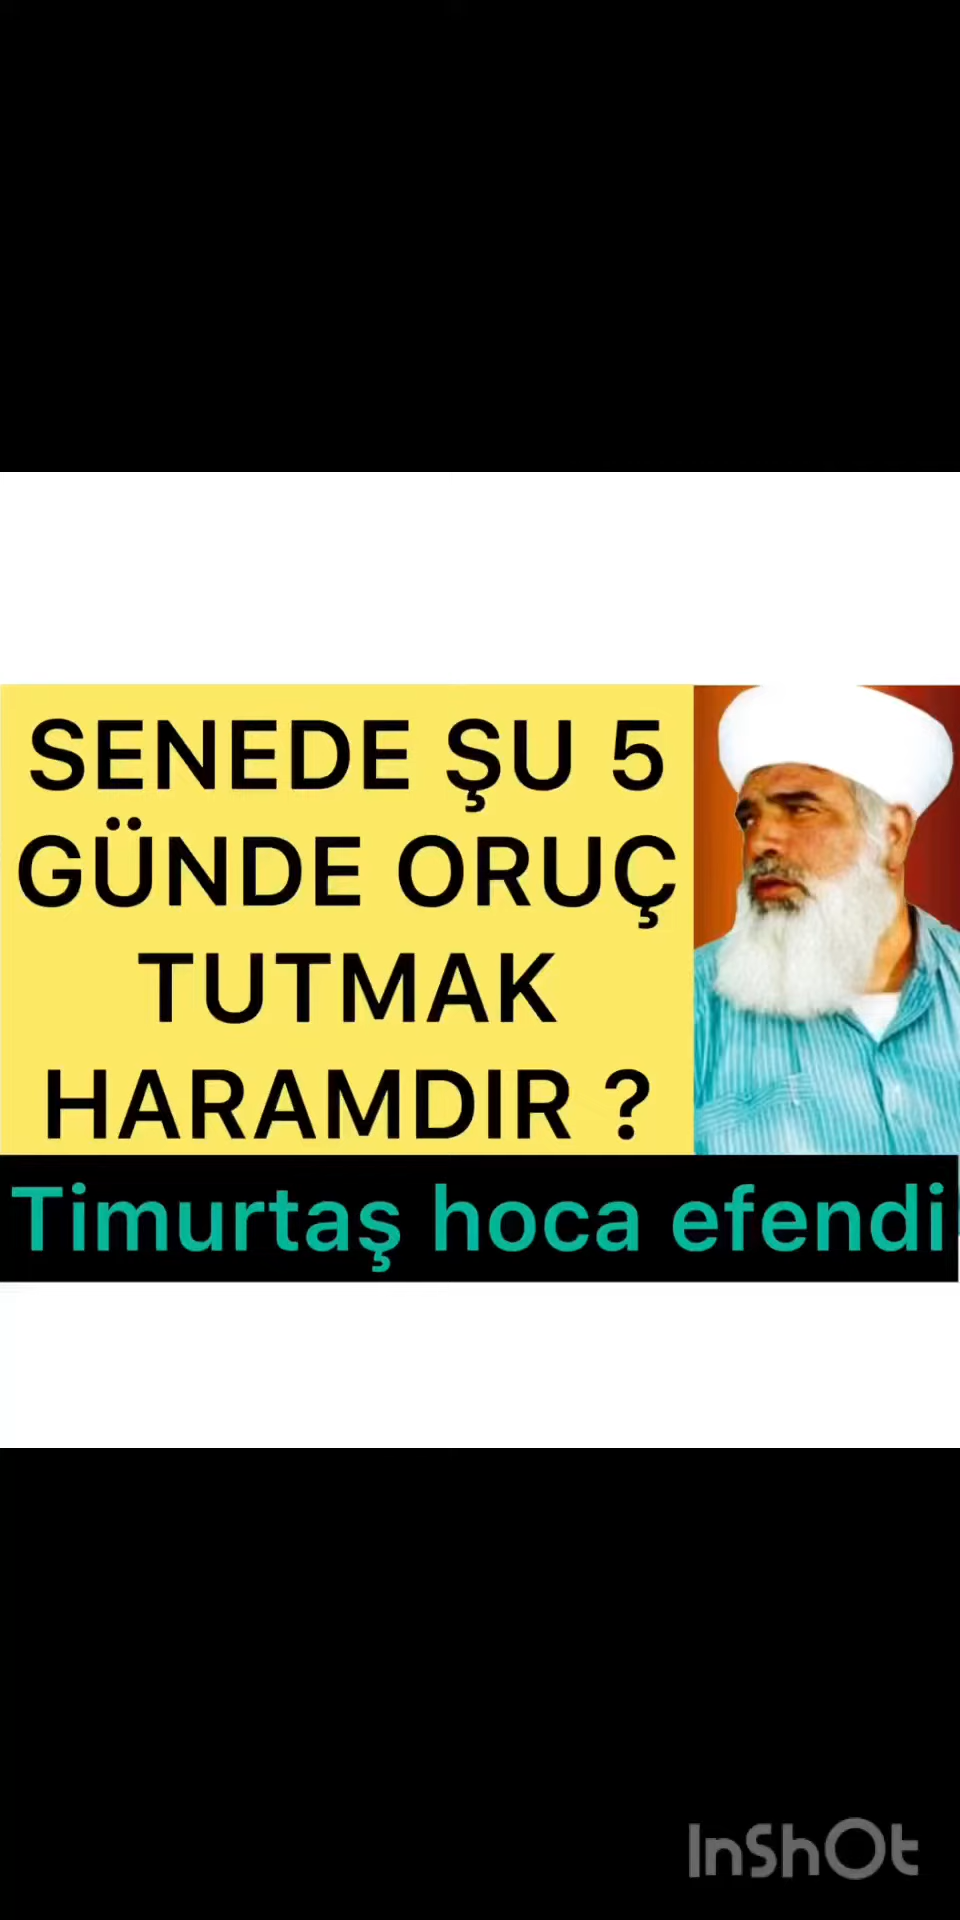 SENEDE ŞU 5
GÜNDE ORUÇ
TUTMAK
HARAMDIR ?
Timurtaş hoca efendi
InShOt